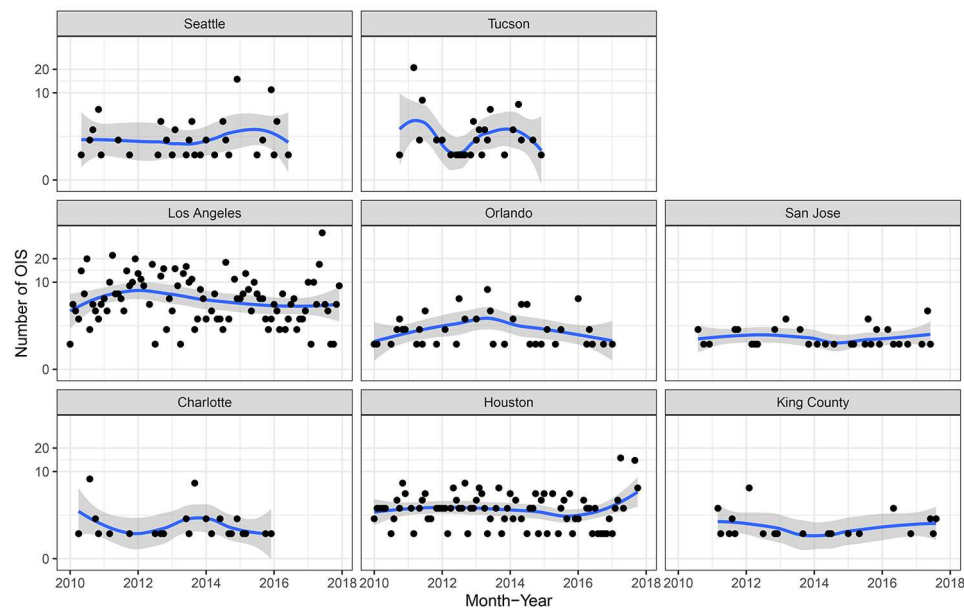 Seattle
Tucson
20
10
0
Los Angeles
Orlando
San Jose
Number of OIS
20
10
0
Charlotte
Houston
King County
20
10
0
2010 2012 2014 2016 2018 2010 2012 2014 2016 2018 2010 2012 2014 2016 2018
Month−Year